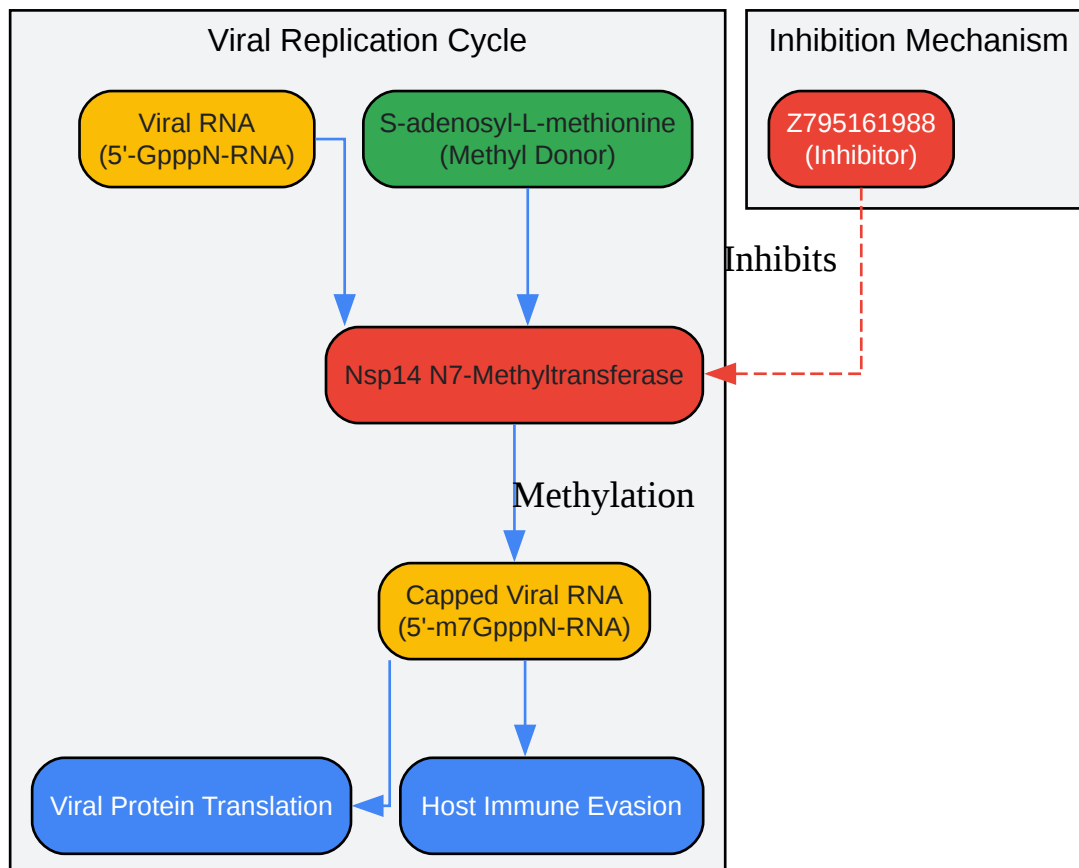 Viral Replication Cycle
Inhibition Mechanism
Viral RNA
(5'-GpppN-RNA)
S-adenosyl-L-methionine
(Methyl Donor)
Z795161988
(Inhibitor)
Inhibits
Nsp14 N7-Methyltransferase
Methylation
Capped Viral RNA
(5'-m7GpppN-RNA)
Viral Protein Translation
Host Immune Evasion